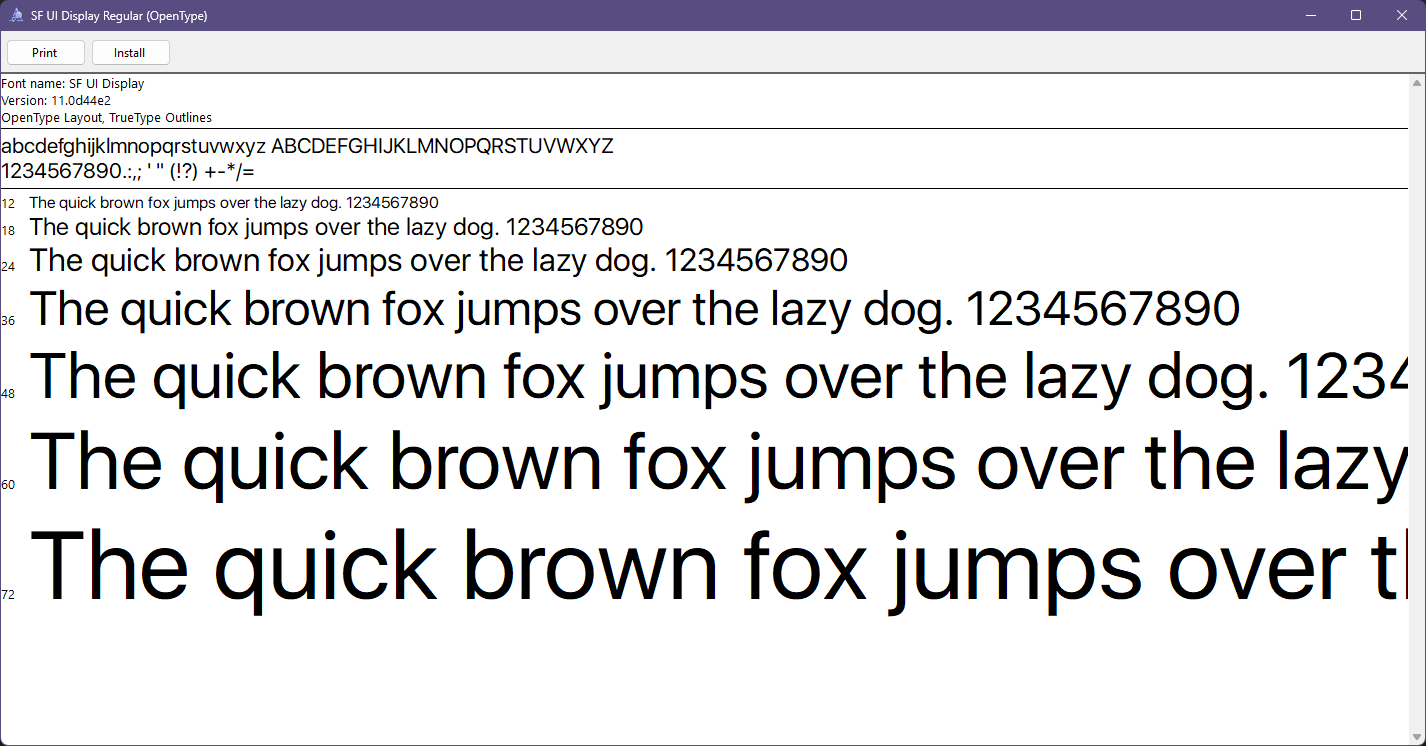 SF UI Display Regular (OpenType)
Print Install
Font name: SF UI Display
Version: 11.0d44e2
OpenType Layout, TrueType Outlines
abcdefghijklmnopqrstuvwxyz ABCDEFGHIJKLMNOPQRSTUVWXYZ
1234567890.:,; ' " (!?) +-*/=
12 The quick brown fox jumps over the lazy dog. 1234567890
18 The quick brown fox jumps over the lazy dog. 1234567890
24 The quick brown fox jumps over the lazy dog. 1234567890
36 The quick brown fox jumps over the lazy dog. 1234567890
48 The quick brown fox jumps over the lazy dog. 1234
60 The quick brown fox jumps over the lazy
72 The quick brown fox jumps over t